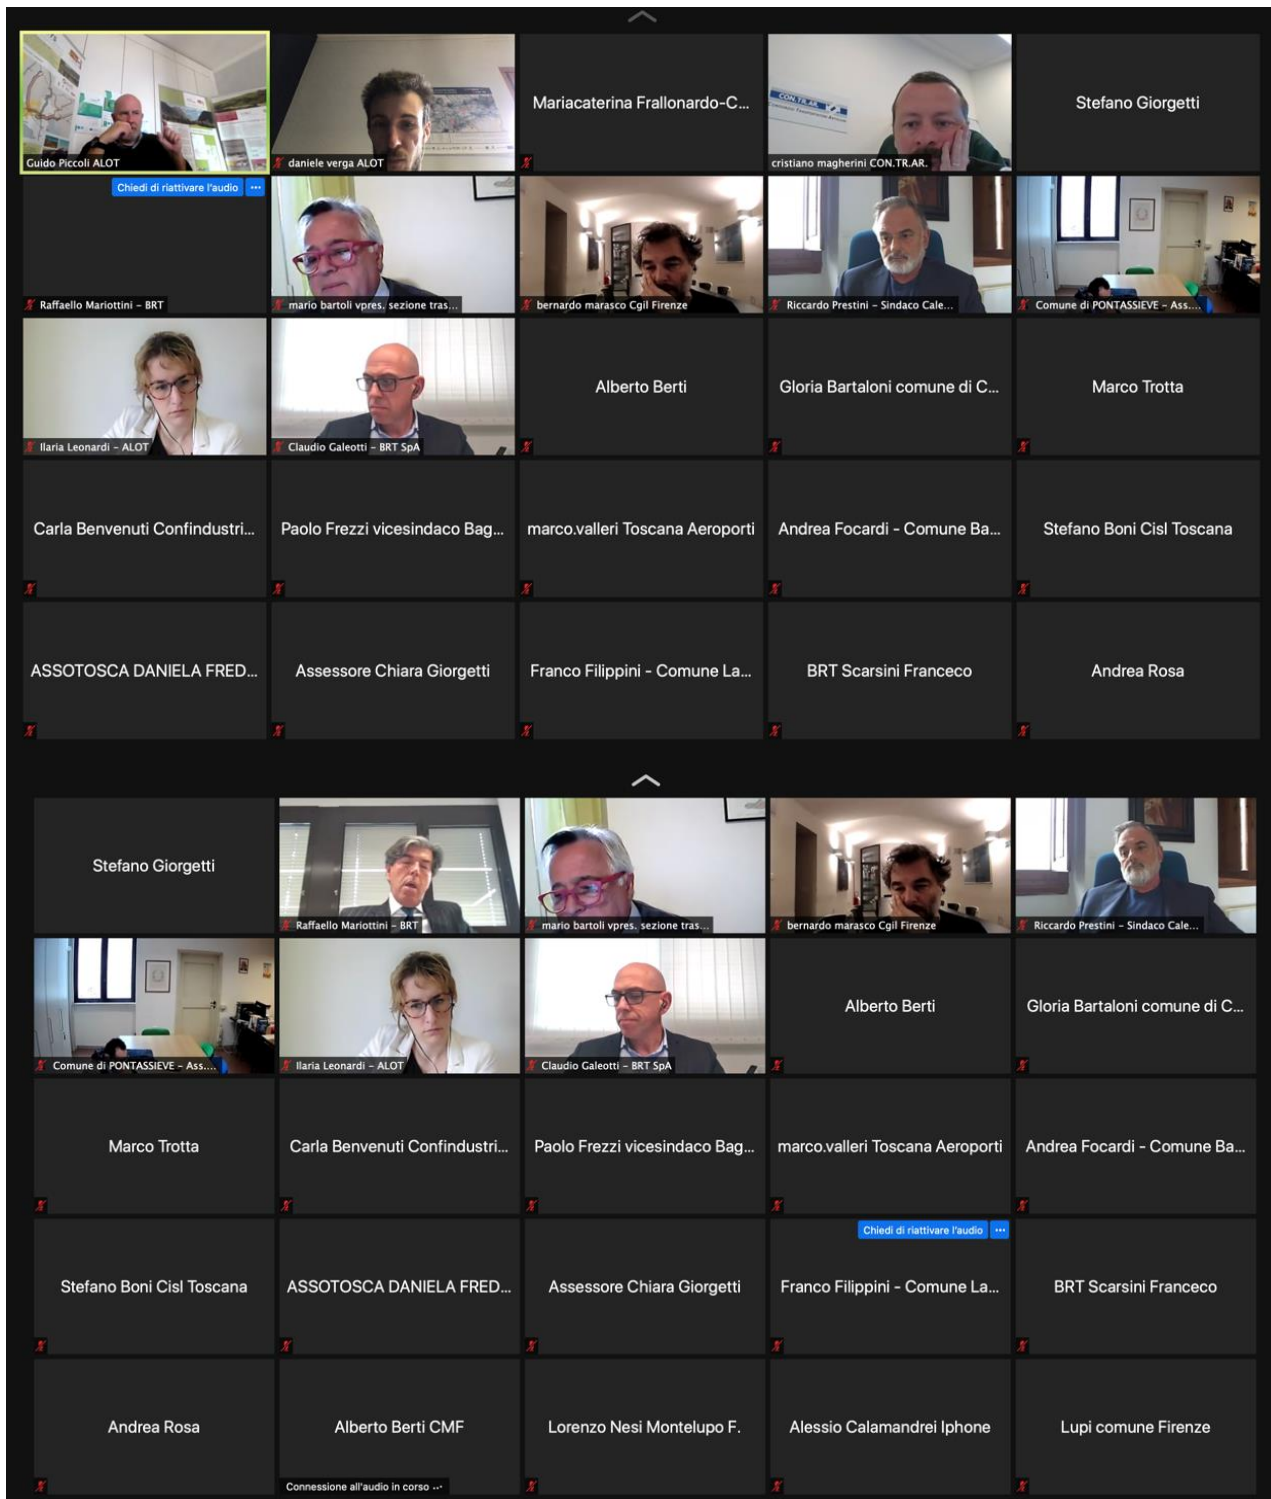 Guido Piccoli ALOT
daniele verga ALOT
Mariacaterina Frallonardo-C...
CON.TR.AR.
cristiano magherini CON.TR.AR.
Stefano Giorgetti
Chiedi di riattivare l'audio ...
Raffaello Mariottini – BRT
mario bartoli vpres. sezione tras...
bernardo marasco Cgil Firenze
Riccardo Prestini – Sindaco Cale...
Comune di PONTASSIEVE – Ass....
Ilaria Leonardi – ALOT
Claudio Galeotti – BRT SpA
Alberto Berti
Gloria Bartaloni comune di C...
Marco Trotta
Carla Benvenuti Confindustri...
Paolo Frezzi vicesindaco Bag...
marco.valleri Toscana Aeroporti
Andrea Focardi - Comune Ba...
Stefano Boni Cisl Toscana
ASSOTOSCA DANIELA FRED...
Assessore Chiara Giorgetti
Franco Filippini - Comune La...
BRT Scarsini Franceco
Andrea Rosa
Stefano Giorgetti
Raffaello Mariottini – BRT
mario bartoli vpres. sezione tras...
bernardo marasco Cgil Firenze
Riccardo Prestini – Sindaco Cale...
Comune di PONTASSIEVE – Ass....
Ilaria Leonardi – ALOT
Claudio Galeotti – BRT SpA
Alberto Berti
Gloria Bartaloni comune di C...
Marco Trotta
Carla Benvenuti Confindustri...
Paolo Frezzi vicesindaco Bag...
marco.valleri Toscana Aeroporti
Andrea Focardi - Comune Ba...
Stefano Boni Cisl Toscana
ASSOTOSCA DANIELA FRED...
Assessore Chiara Giorgetti
Chiedi di riattivare l'audio ...
Franco Filippini - Comune La...
BRT Scarsini Franceco
Andrea Rosa
Alberto Berti CMF
Connessione all'audio in corso ...
Lorenzo Nesi Montelupo F.
Alessio Calamandrei Iphone
Lupi comune Firenze